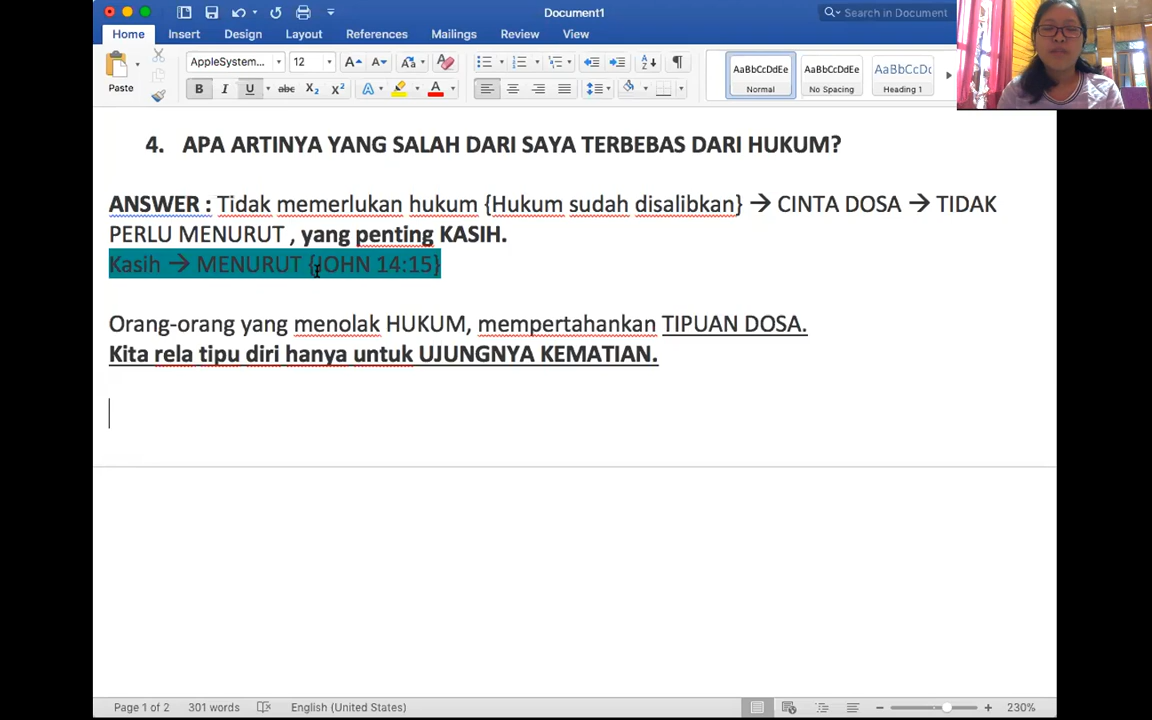 Document1
Search in Document
Home Insert Design Layout References Mailings Review View
Paste
AppleSystem... 12
B I U abc X₂ X² A A
AaBbCcDdEe AaBbCcDdEe AaBbCcDc
Normal No Spacing Heading 1
4. APA ARTINYA YANG SALAH DARI SAYA TERBEBAS DARI HUKUM?
ANSWER : Tidak memerlukan hukum {Hukum sudah disalibkan} → CINTA DOSA → TIDAK
PERLU MENURUT , yang penting KASIH.
Kasih → MENURUT {JOHN 14:15}
Orang-orang yang menolak HUKUM, mempertahankan TIPUAN DOSA.
Kita rela tipu diri hanya untuk UJUNGNYA KEMATIAN.
Page 1 of 2 301 words English (United States) 230%